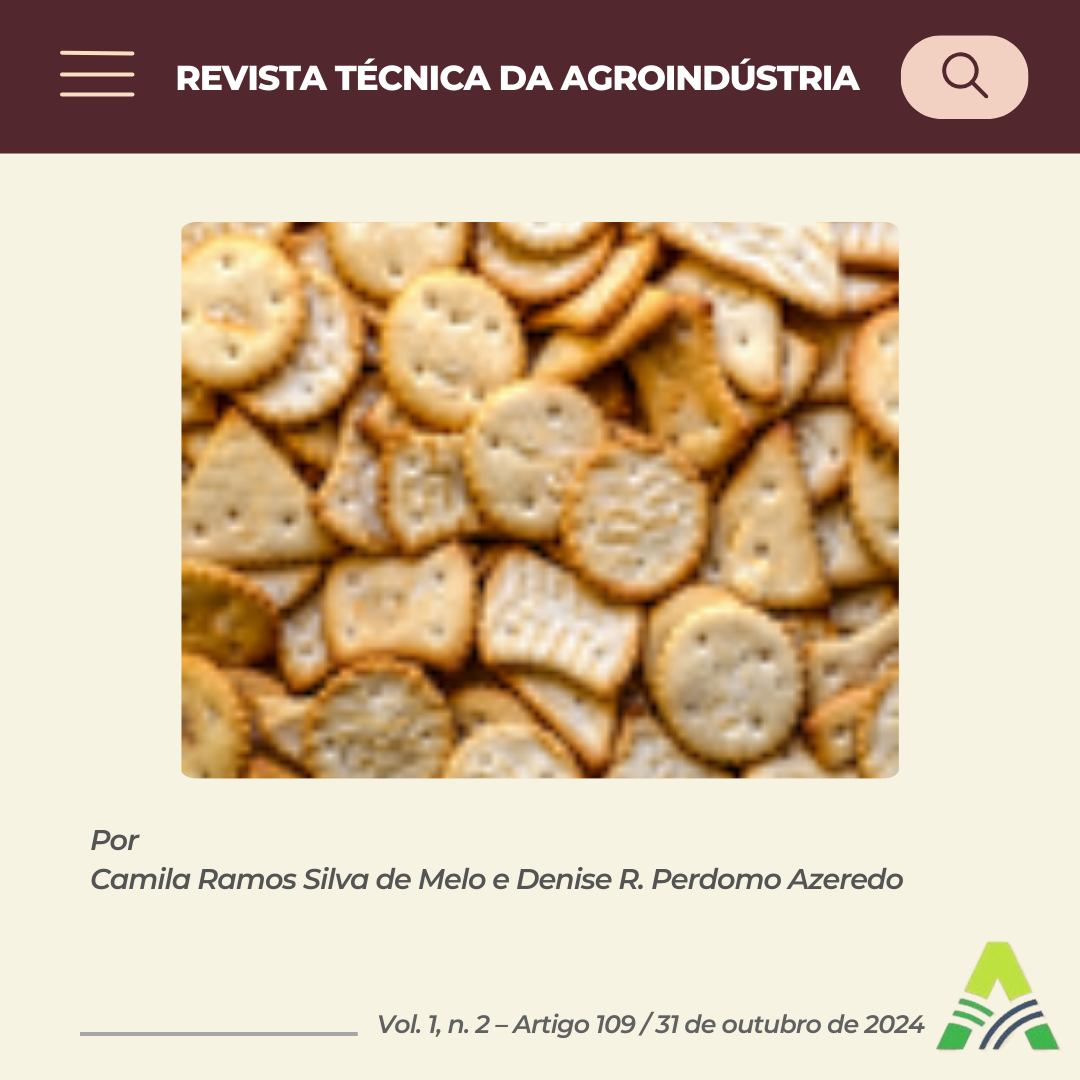 REVISTA TÉCNICA DA AGROINDÚSTRIA
Por
Camila Ramos Silva de Melo e Denise R. Perdomo Azeredo
Vol. 1, n. 2 – Artigo 109 / 31 de outubro de 2024